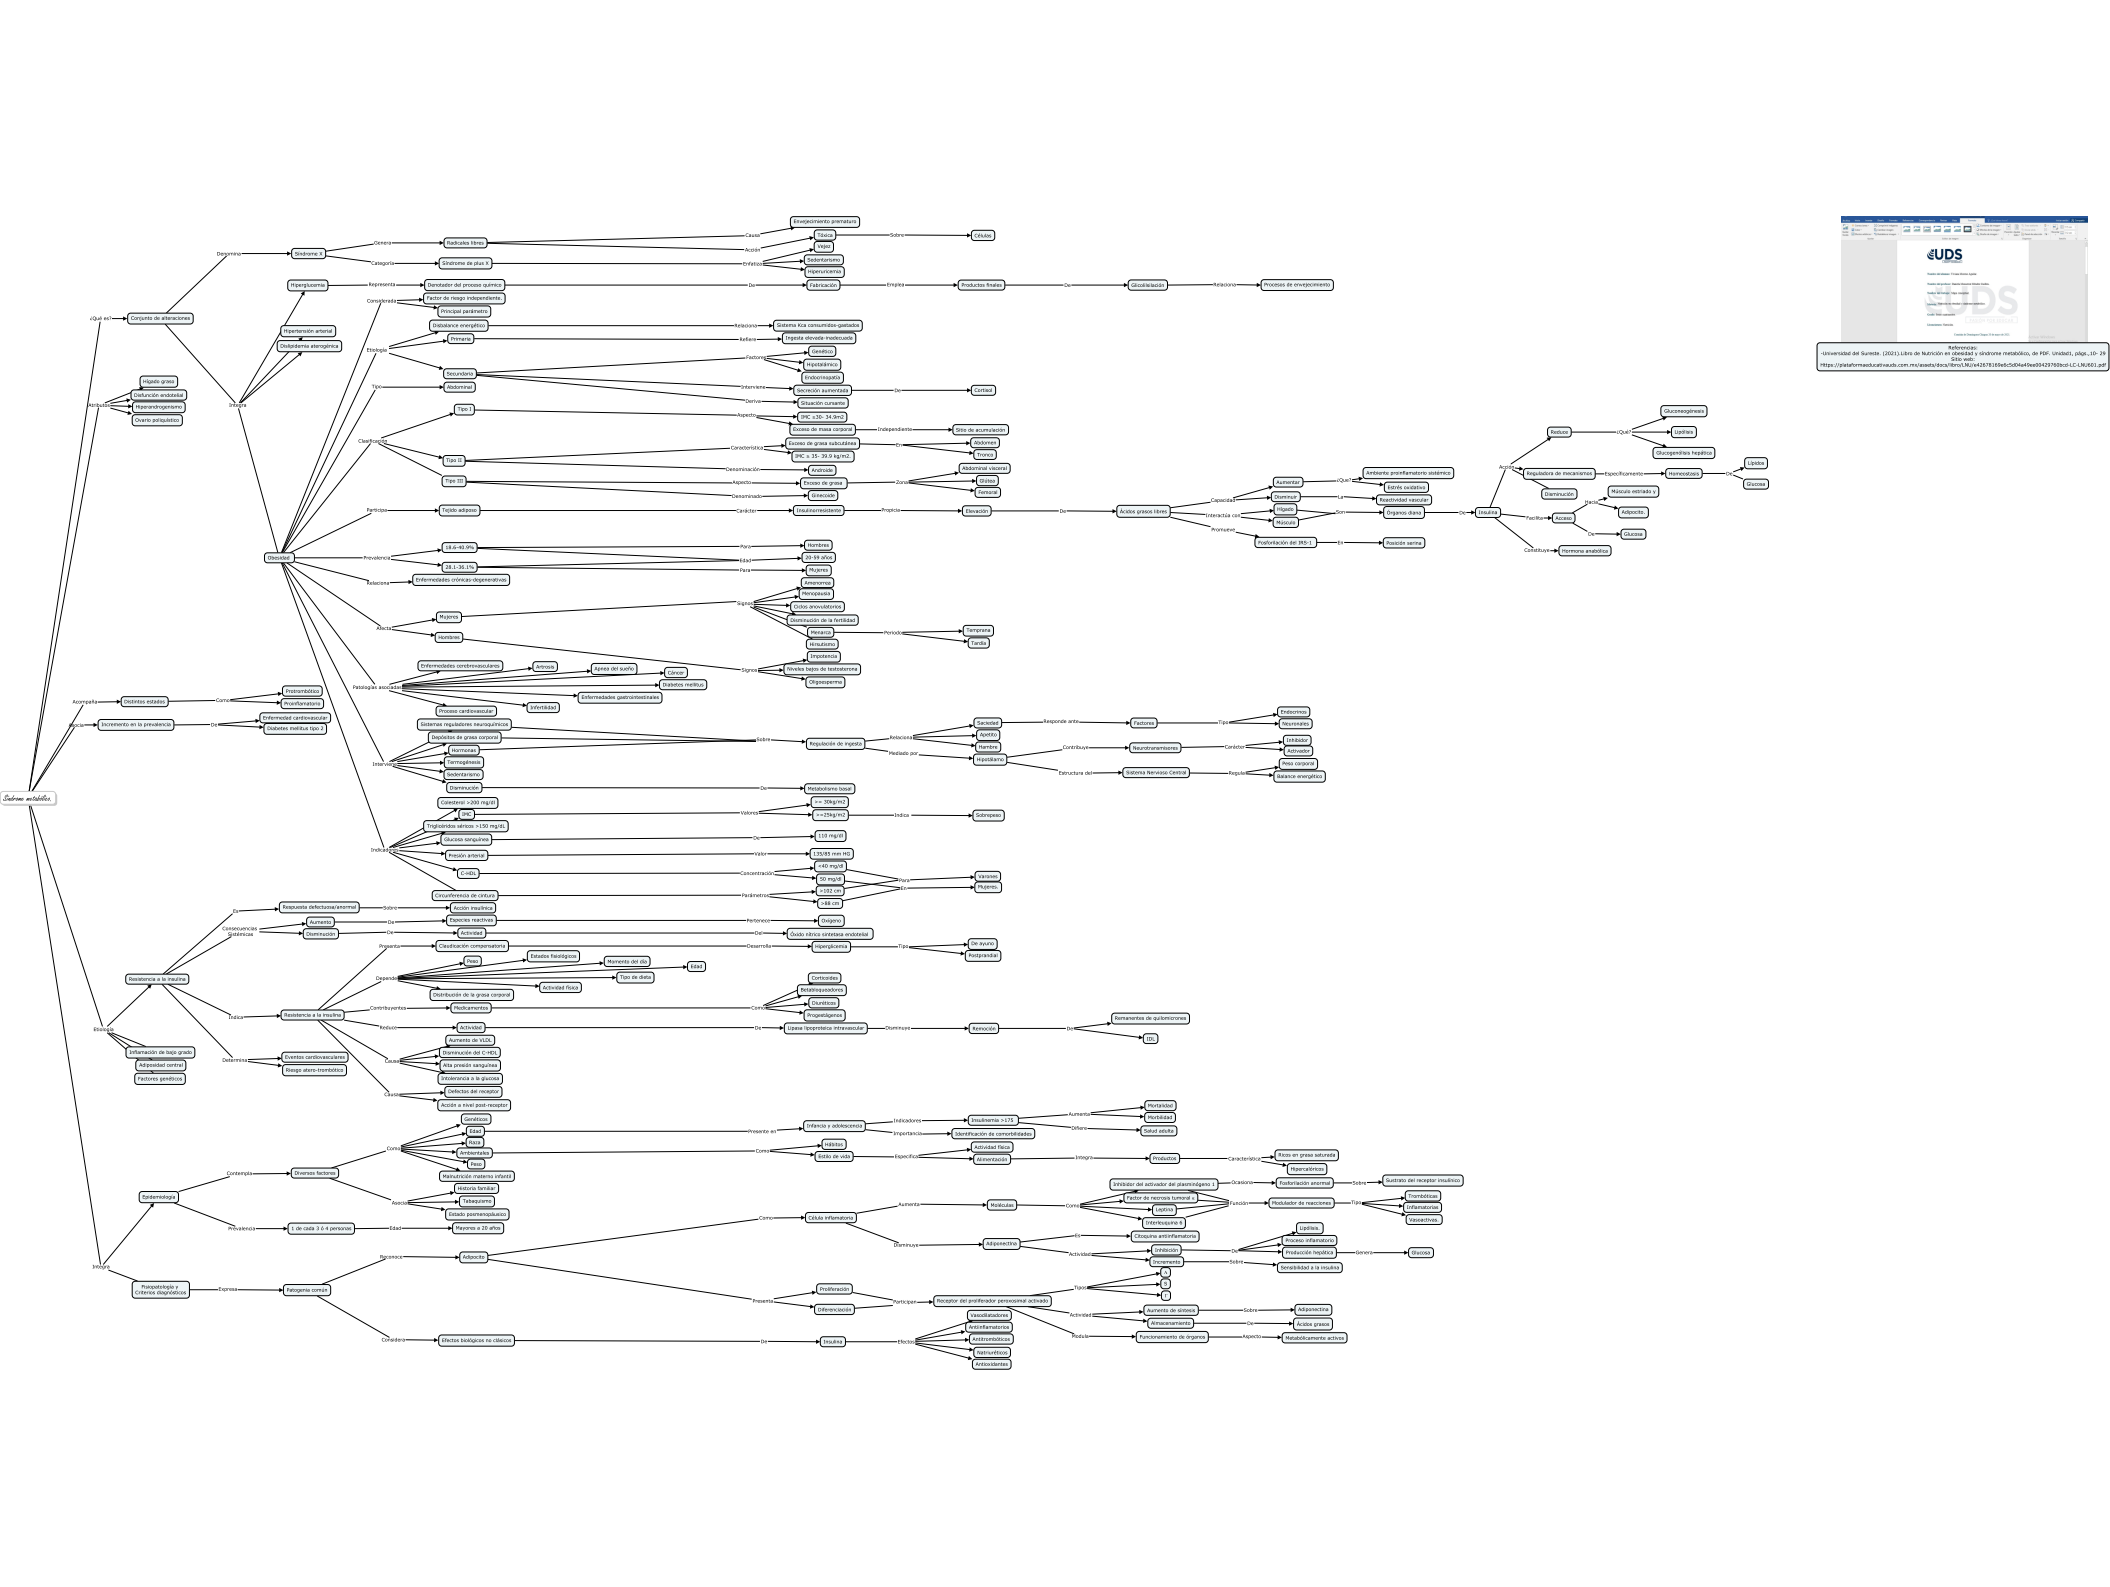 Síndrome metabólico.
¿Qué es?
Conjunto de alteraciones
Denomina
Síndrome X
Genera
Radicales libres
Causa
Envejecimiento prematuro
Acción
Tóxica
Sobre
Células
Categoría
Síndrome de plus X
Enfatiza
Vejez
Sedentarismo
Hiperuricemia
Integra
Hiperglucemia
Representa
Denotador del proceso químico
De
Fabricación
Emplea
Productos finales
De
Glicolilalación
Relaciona
Procesos de envejecimiento
Hipertensión arterial
Dislipidemia aterogénica
Obesidad
Considerada
Factor de riesgo independiente.
Principal parámetro
Etiología
Disbalance energético
Relaciona
Sistema Kca consumidos-gastados
Primaria
Refiere
Ingesta elevada-inadecuada
Secundaria
Factores
Genético
Hipotalámico
Endocrinopatía
Interviene
Secreción aumentada
De
Cortisol
Deriva
Situación cursante
Tipo
Abdominal
Clasificación
Tipo I
Aspecto
IMC ≤30- 34.9m2
Exceso de masa corporal
Independiente
Sitio de acumulación
Tipo II
Característica
Exceso de grasa subcutánea
En
Abdomen
Tronco
IMC ≤ 35- 39.9 kg/m2.
Denominación
Androide
Tipo III
Aspecto
Exceso de grasa
Zona
Abdominal visceral
Glútea
Femoral
Denominado
Ginecoide
Participa
Tejido adiposo
Carácter
Insulinorresistente
Propicia
Elevación
De
Ácidos grasos libres
Capacidad
Aumentar
¿Qué?
Ambiente proinflamatorio sistémico
Estrés oxidativo
Disminuir
La
Reactividad vascular
Interactúa con
Hígado
Músculo
Son
Órganos diana
De
Insulina
Promueve
Fosforilación del IRS-1
En
Posición serina
Acción
Reduce
¿Qué?
Gluconeogénesis
Lipólisis
Glucogenólisis hepática
Reguladora de mecanismos
Específicamente
Homeostasis
De
Lípidos
Glucosa
Disminución
Facilita
Acceso
Hacia
Músculo estriado y
Adipocito.
De
Glucosa
Constituye
Hormona anabólica
Prevalencia
18.6-40.9%
Para
Hombres
Edad
20-59 años
28.1-36.1%
Para
Mujeres
Relaciona
Enfermedades crónicas-degenerativas
Afecta
Mujeres
Signos
Amenorrea
Menopausia
Ciclos anovulatorios
Disminución de la fertilidad
Menarca
Periodo
Temprana
Tardía
Hirsutismo
Hombres
Signos
Impotencia
Niveles bajos de testosterona
Oligoesperma
Patologías asociadas
Enfermedades cerebrovasculares
Artrosis
Apnea del sueño
Cáncer
Diabetes mellitus
Enfermedades gastrointestinales
Infertilidad
Proceso cardiovascular
Interviene
Sistemas reguladores neuroquímicos
Depósitos de grasa corporal
Hormonas
Termogénesis
Sedentarismo
Disminución
De
Metabolismo basal
Sobre
Regulación de ingesta
Relaciona
Saciedad
Responde ante
Factores
Tipo
Endocrinos
Neuronales
Apetito
Hambre
Mediado por
Hipotálamo
Contribuye
Neurotransmisores
Carácter
Inhibidor
Activador
Estructura del
Sistema Nervioso Central
Regula
Peso corporal
Balance energético
Indicadores
Colesterol >200 mg/dl
IMC
Valores
>= 30kg/m2
>=25kg/m2
Indica
Sobrepeso
Triglicéridos séricos >150 mg/dL
Glucosa sanguínea
De
110 mg/dl
Presión arterial
Valor
135/85 mm HG
C-HDL
Concentración
<40 mg/dl
50 mg/dl
Circunferencia de cintura
Parámetros
>102 cm
>88 cm
Para
Varones
En
Mujeres.
Atributos
Hígado graso
Disfunción endotelial
Hiperandrogenismo
Ovario poliquístico
Acompaña
Distintos estados
Como
Protrombótico
Proinflamatorio
Asocia
Incremento en la prevalencia
De
Enfermedad cardiovascular
Diabetes mellitus tipo 2
Etiología
Resistencia a la insulina
Es
Respuesta defectuosa/anormal
Sobre
Acción insulínica
Consecuencias
Sistémicas
Aumento
De
Especies reactivas
Pertenece
Oxígeno
Disminución
De
Actividad
Del
Óxido nítrico sintetasa endotelial
Indica
Resistencia a la insulina
Presenta
Claudicación compensatoria
Desarrolla
Hiperglicemia
Tipo
De ayuno
Postprandial
Depende
Peso
Estados fisiológicos
Momento del día
Edad
Tipo de dieta
Actividad física
Distribución de la grasa corporal
Contribuyentes
Medicamentos
Como
Corticoides
Betabloqueadores
Diuréticos
Progestágenos
Reduce
Actividad
De
Lipasa lipoproteica intravascular
Disminuye
Remoción
De
Remanentes de quilomicrones
IDL
Causa
Aumento de VLDL
Disminución del C-HDL
Alta presión sanguínea
Intolerancia a la glucosa
Causa
Defectos del receptor
Acción a nivel post-receptor
Determina
Eventos cardiovasculares
Riesgo atero-trombótico
Inflamación de bajo grado
Adiposidad central
Factores genéticos
Integra
Epidemiología
Contempla
Diversos factores
Como
Genéticos
Edad
Presente en
Infancia y adolescencia
Indicadores
Insulinemia >175
Aumenta
Mortalidad
Morbilidad
Difiere
Salud adulta
Importancia
Identificación de comorbilidades
Raza
Ambientales
Como
Hábitos
Estilo de vida
Especifica
Actividad física
Alimentación
Integra
Productos
Característica
Ricos en grasa saturada
Hipercalóricos
Peso
Malnutrición materno infantil
Asocia
Historia familiar
Tabaquismo
Estado posmenopáusico
Prevalencia
1 de cada 3 ó 4 personas
Edad
Mayores a 20 años
Fisiopatología y
Criterios diagnósticos
Expresa
Patogenia común
Reconoce
Adipocito
Como
Célula inflamatoria
Aumenta
Moléculas
Como
Inhibidor del activador del plasminógeno 1
Ocasiona
Fosforilación anormal
Sobre
Sustrato del receptor insulínico
Factor de necrosis tumoral x
Leptina
Interleuquina 6
Función
Modulador de reacciones
Tipo
Trombóticas
Inflamatorias
Vasoactivas.
Disminuye
Adiponectina
Es
Citoquina antiinflamatoria
Actividad
Inhibición
De
Lipólisis.
Proceso inflamatorio
Producción hepática
Genera
Glucosa
Incremento
Sobre
Sensibilidad a la insulina
Presenta
Proliferación
Diferenciación
Participan
Receptor del proliferador peroxosimal activado
Tipos
Actividad
Aumento de síntesis
Sobre
Adiponectina
Almacenamiento
De
Ácidos grasos
Modula
Funcionamiento de órganos
Aspecto
Metabólicamente activos
Considera
Efectos biológicos no clásicos
De
Insulina
Efectos
Vasodilatadores
Antiinflamatorios
Antitrombóticos
Natriuréticos
Antioxidantes
UDS
UDS
Referencias:
-Universidad del Sureste. (2021).Libro de Nutrición en obesidad y síndrome metabólico, de PDF. Unidad1, págs.,10- 29
Sitio web: